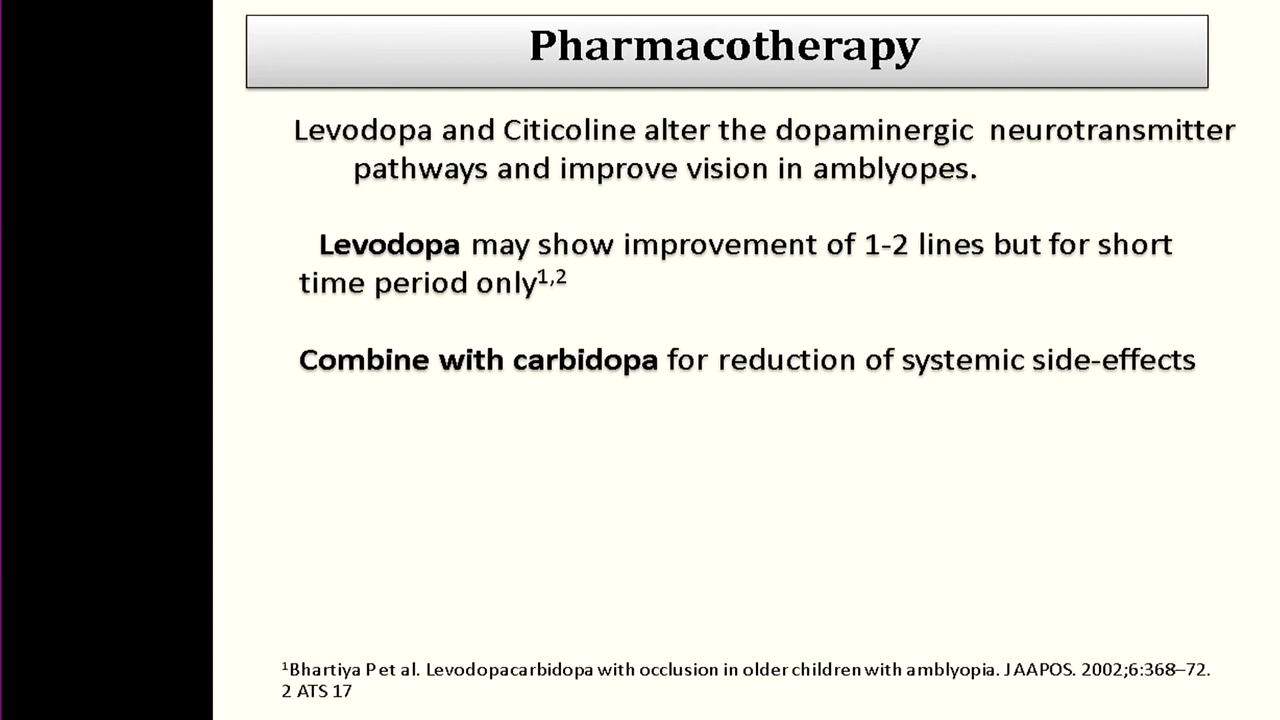 Pharmacotherapy
Levodopa and Citicoline alter the dopaminergic neurotransmitter
pathways and improve vision in amblyopes.
Levodopa may show improvement of 1-2 lines but for short
time period only1,2
Combine with carbidopa for reduction of systemic side-effects
1Bhartiya P et al. Levodopacarbidopa with occlusion in older children with amblyopia. J AAPOS. 2002;6:368–72.
2 ATS 17